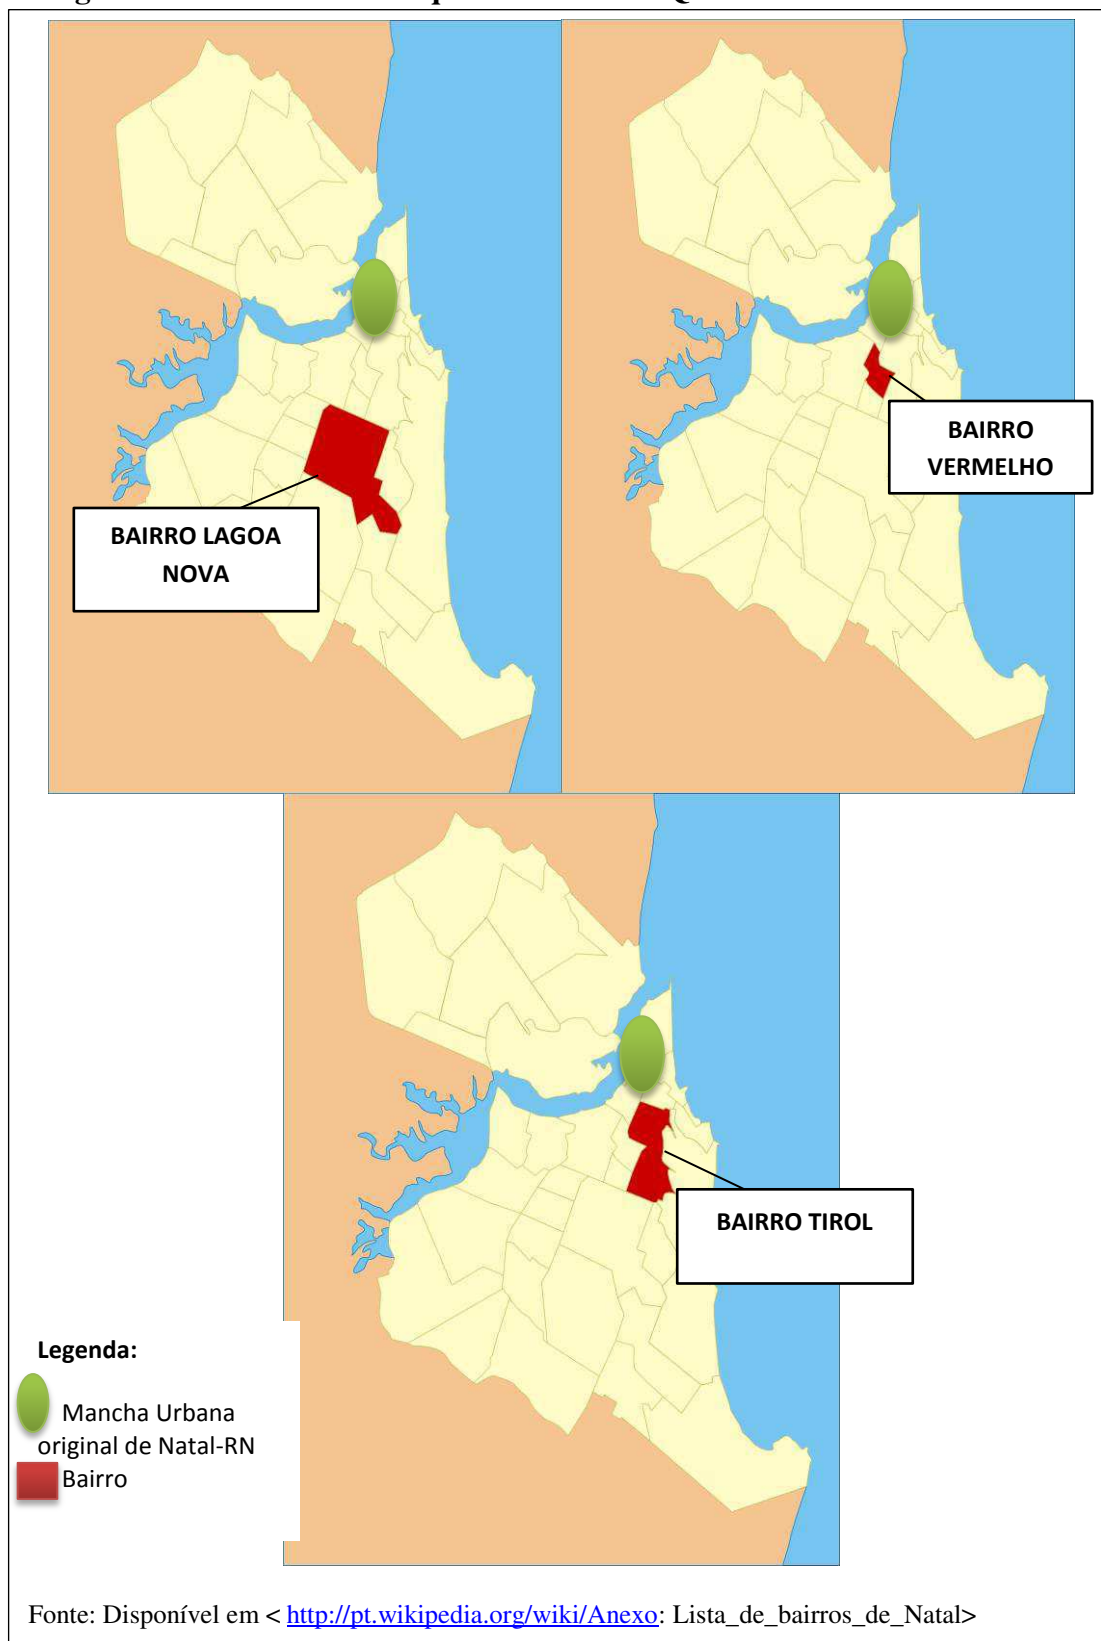 BAIRRO LAGOA
NOVA
BAIRRO
VERMELHO
BAIRRO TIROL
Legenda:
Mancha Urbana
original de Natal-RN
Bairro
Fonte: Disponível em < http://pt.wikipedia.org/wiki/Anexo: Lista_de_bairros_de_Natal>